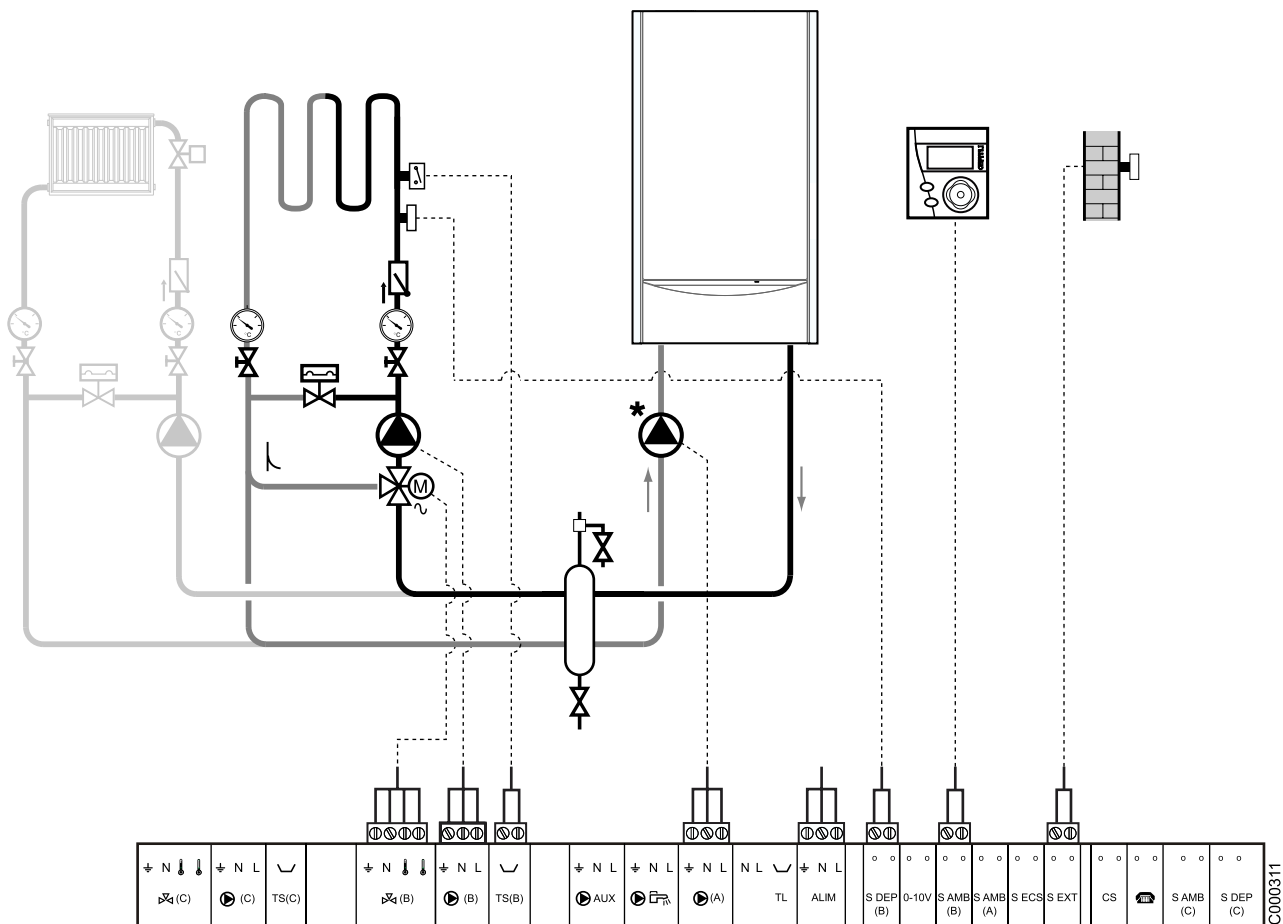 °C
°C
°C
*
M
N
(C)
N L
(C)
TS(C)
N
(B)
N L
(B)
TS(B)
N L
AUX
N L
N L
(A)
N L
TL
N L
ALIM
S DEP
(B)
0-10V
S AMB
(B)
S AMB
(A)
S ECS
S EXT
CS
S AMB
(C)
S DEP
(C)
C000311